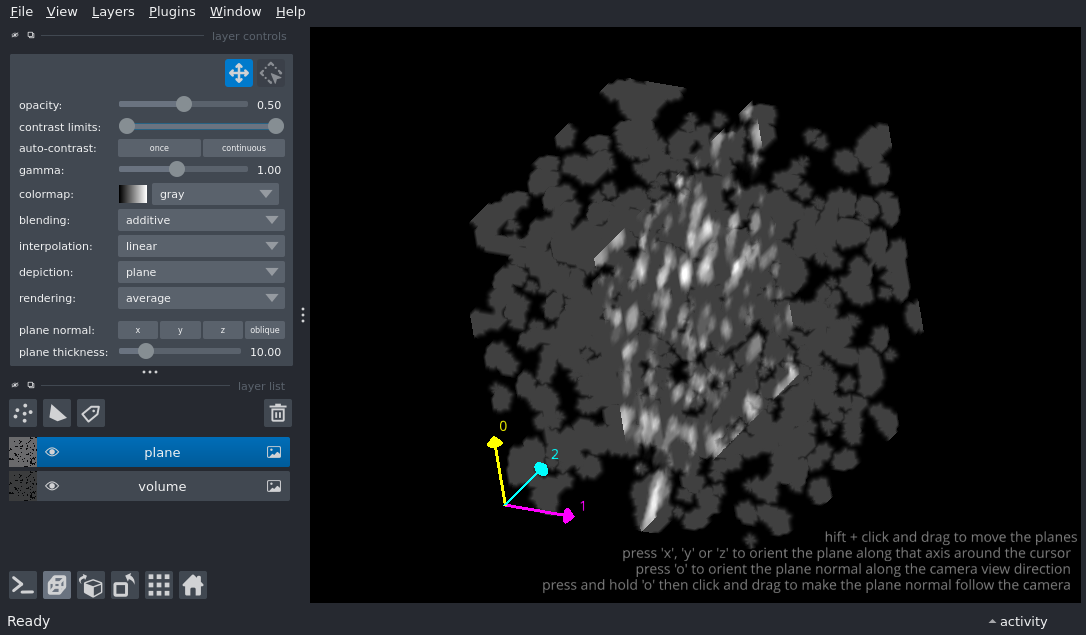 File View Layers Plugins Window Help
layer controls
opacity: 0.50
contrast limits:
auto-contrast: once continuous
gamma: 1.00
colormap: gray
blending: additive
interpolation: linear
depiction: plane
rendering: average
plane normal: x y z oblique
plane thickness: 10.00
layer list
plane
volume
0
2
1
hift + click and drag to move the planes
press 'x', 'y' or 'z' to orient the plane along that axis around the cursor
press 'o' to orient the plane normal along the camera view direction
press and hold 'o' then click and drag to make the plane normal follow the camera
Ready
activity